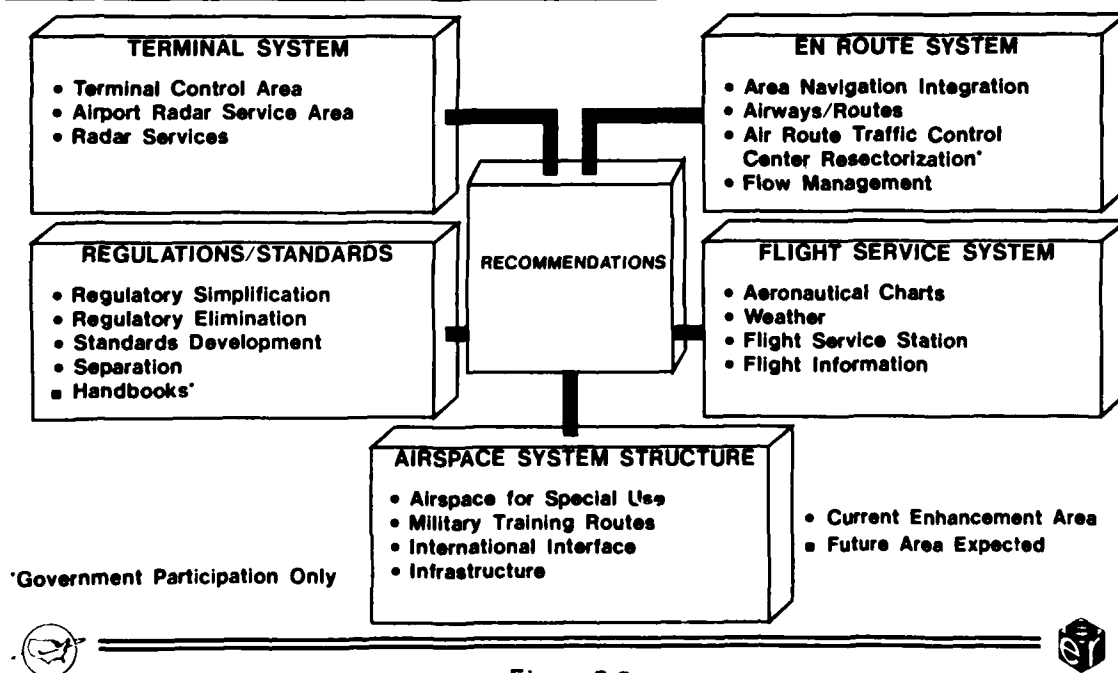 TERMINAL SYSTEM
• Terminal Control Area
• Airport Radar Service Area
• Radar Services
EN ROUTE SYSTEM
• Area Navigation Integration
• Airways/Routes
• Air Route Traffic Control
Center Resectorization*
• Flow Management
REGULATIONS/STANDARDS
• Regulatory Simplification
• Regulatory Elimination
• Standards Development
• Separation
■ Handbooks*
RECOMMENDATIONS
FLIGHT SERVICE SYSTEM
• Aeronautical Charts
• Weather
• Flight Service Station
• Flight Information
AIRSPACE SYSTEM STRUCTURE
• Airspace for Special Use
• Military Training Routes
• International Interface
• Infrastructure
• Current Enhancement Area
■ Future Area Expected
*Government Participation Only